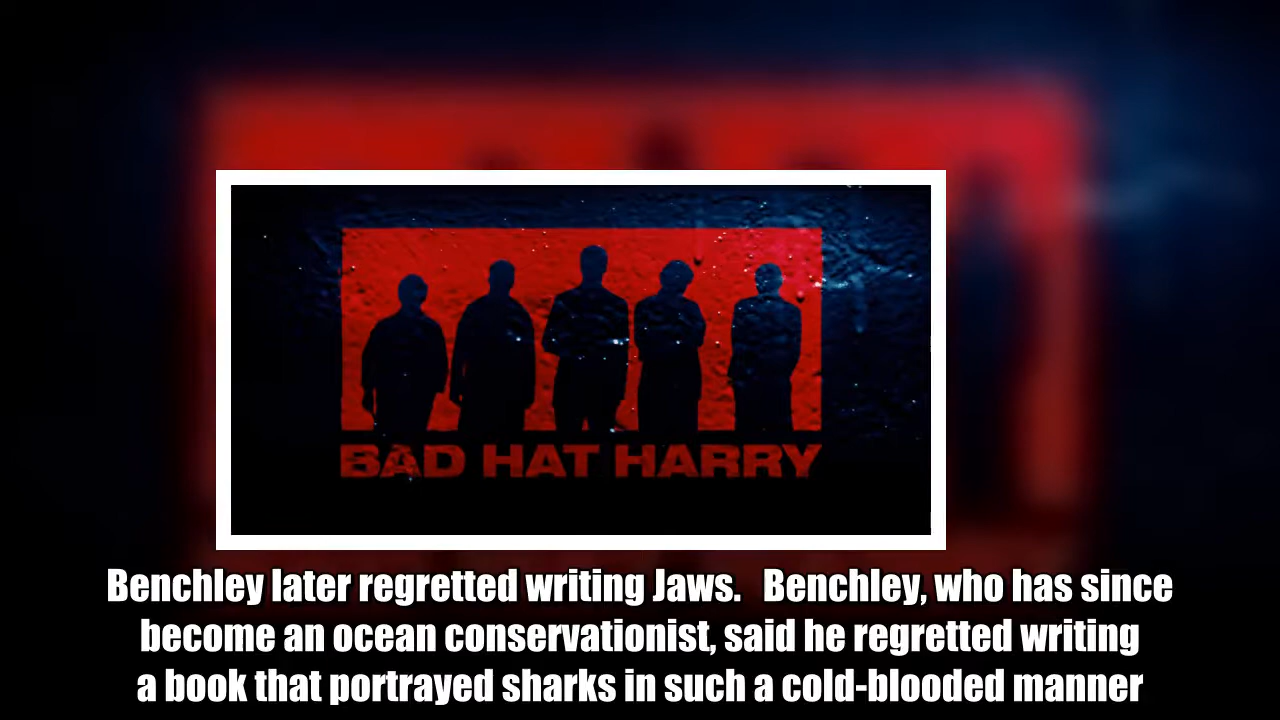 BAD HAT HARRY
Benchley later regretted writing Jaws.   Benchley, who has since
become an ocean conservationist, said he regretted writing
a book that portrayed sharks in such a cold-blooded manner